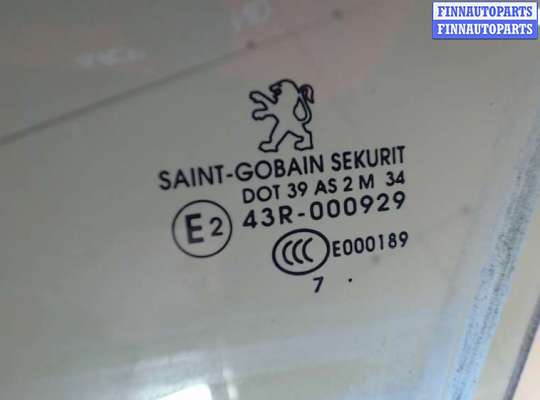 FINNAUTOPARTS
FINNAUTOPARTS
SAINT-GOBAIN SEKURIT
DOT 39 AS 2 M 34
E2 43R-000929
CCC E000189
7 .